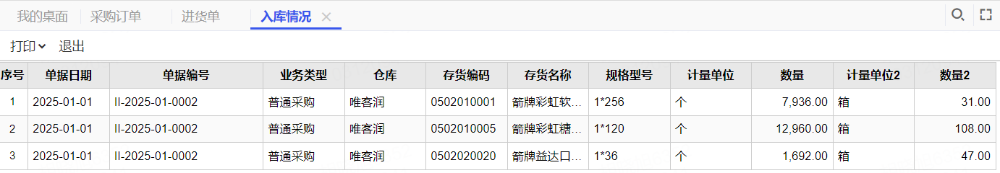 我的桌面 采购订单 进货单 入库情况
打印 退出
序号 单据日期 单据编号 业务类型 仓库 存货编码 存货名称 规格型号 计量单位 数量 计量单位2 数量2
1 2025-01-01 II-2025-01-0002 普通采购 唯客润 0502010001 箭牌彩虹软... 1*256 个 7,936.00 箱 31.00
2 2025-01-01 II-2025-01-0002 普通采购 唯客润 0502010005 箭牌彩虹糖... 1*120 个 12,960.00 箱 108.00
3 2025-01-01 II-2025-01-0002 普通采购 唯客润 0502020020 箭牌益达口... 1*36 个 1,692.00 箱 47.00